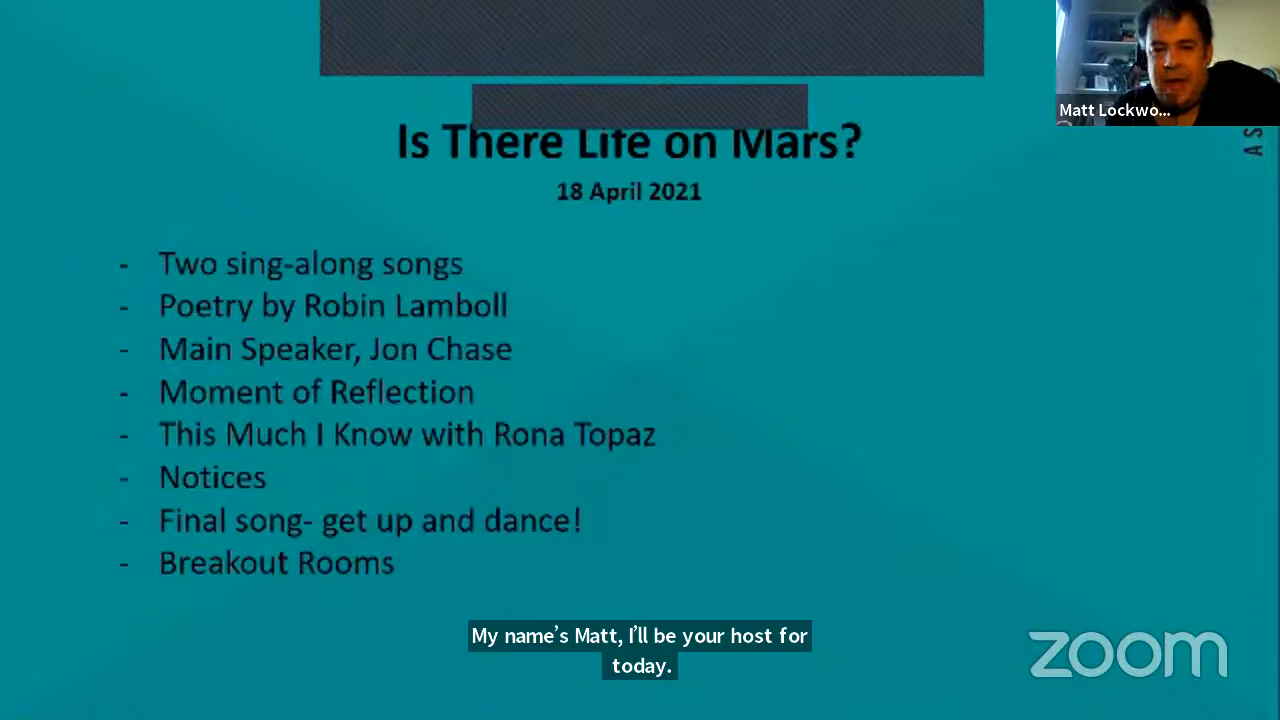 Matt Lockwo...
Is There Life on Mars?
18 April 2021
- Two sing-along songs
- Poetry by Robin Lamboll
- Main Speaker, Jon Chase
- Moment of Reflection
- This Much I Know with Rona Topaz
- Notices
- Final song- get up and dance!
- Breakout Rooms
My name's Matt, I'll be your host for
today.
zoom
A S